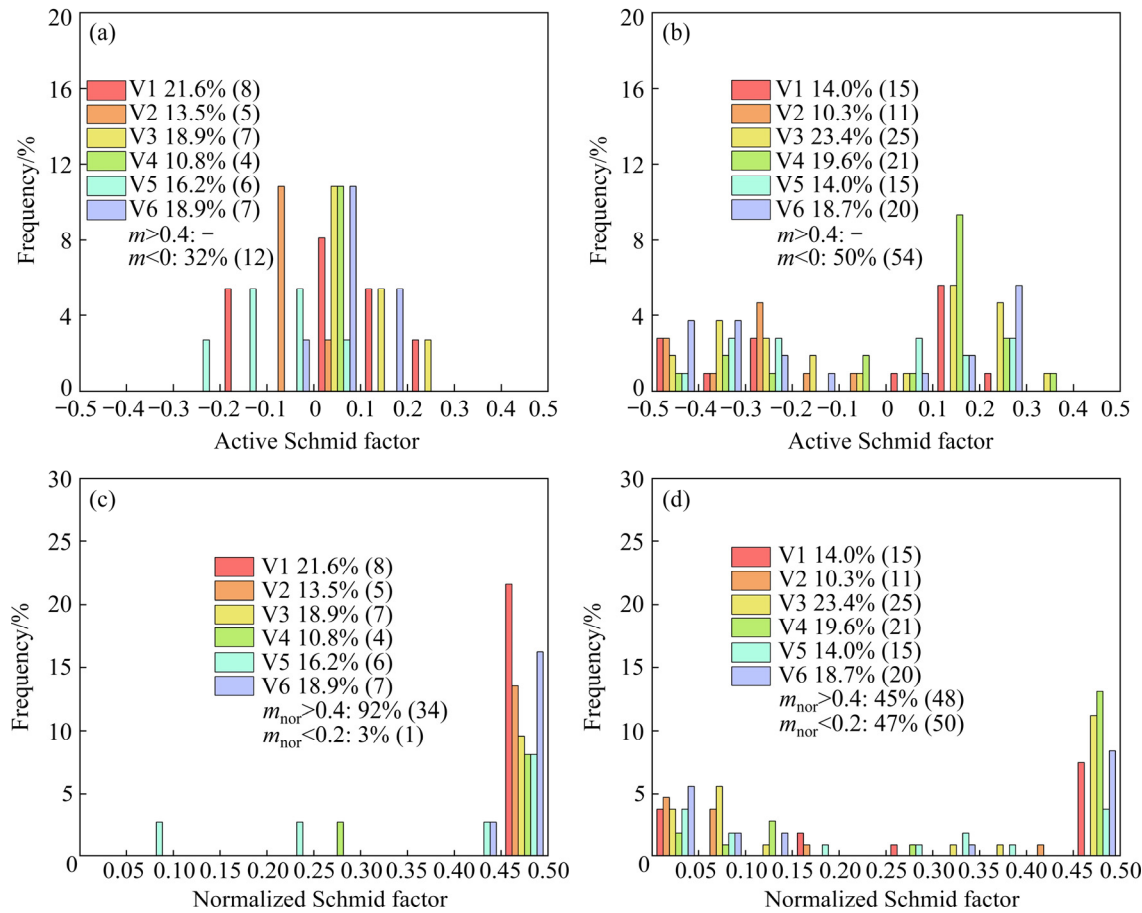 (a)
20
16
12
8
4
0
Frequency/%
V1 21.6% (8)
V2 13.5% (5)
V3 18.9% (7)
V4 10.8% (4)
V5 16.2% (6)
V6 18.9% (7)
m>0.4: −
m<0: 32% (12)
−0.5 −0.4 −0.3 −0.2 −0.1 0 0.1 0.2 0.3 0.4 0.5
Active Schmid factor
(b)
20
16
12
8
4
0
Frequency/%
V1 14.0% (15)
V2 10.3% (11)
V3 23.4% (25)
V4 19.6% (21)
V5 14.0% (15)
V6 18.7% (20)
m>0.4: −
m<0: 50% (54)
−0.5 −0.4 −0.3 −0.2 −0.1 0 0.1 0.2 0.3 0.4 0.5
Active Schmid factor
(c)
30
25
20
15
10
5
0
Frequency/%
V1 21.6% (8)
V2 13.5% (5)
V3 18.9% (7)
V4 10.8% (4)
V5 16.2% (6)
V6 18.9% (7)
mnor>0.4: 92% (34)
mnor<0.2: 3% (1)
0.05 0.10 0.15 0.20 0.25 0.30 0.35 0.40 0.45 0.50
Normalized Schmid factor
(d)
30
25
20
15
10
5
0
Frequency/%
V1 14.0% (15)
V2 10.3% (11)
V3 23.4% (25)
V4 19.6% (21)
V5 14.0% (15)
V6 18.7% (20)
mnor>0.4: 45% (48)
mnor<0.2: 47% (50)
0.05 0.10 0.15 0.20 0.25 0.30 0.35 0.40 0.45 0.50
Normalized Schmid factor